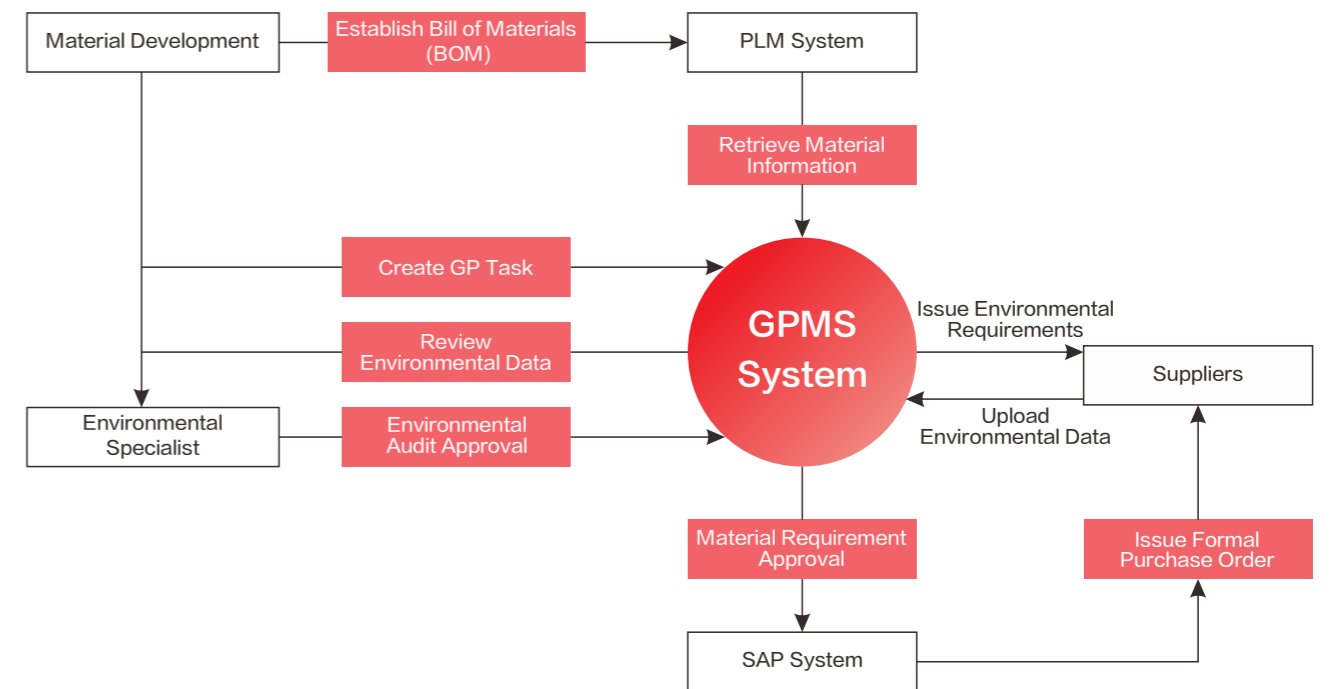 Material Development
Establish Bill of Materials
(BOM)
PLM System
Retrieve Material
Information
Create GP Task
Review
Environmental Data
GPMS
System
Issue Environmental
Requirements
Suppliers
Upload
Environmental Data
Environmental
Specialist
Environmental
Audit Approval
Material Requirement
Approval
Issue Formal
Purchase Order
SAP System